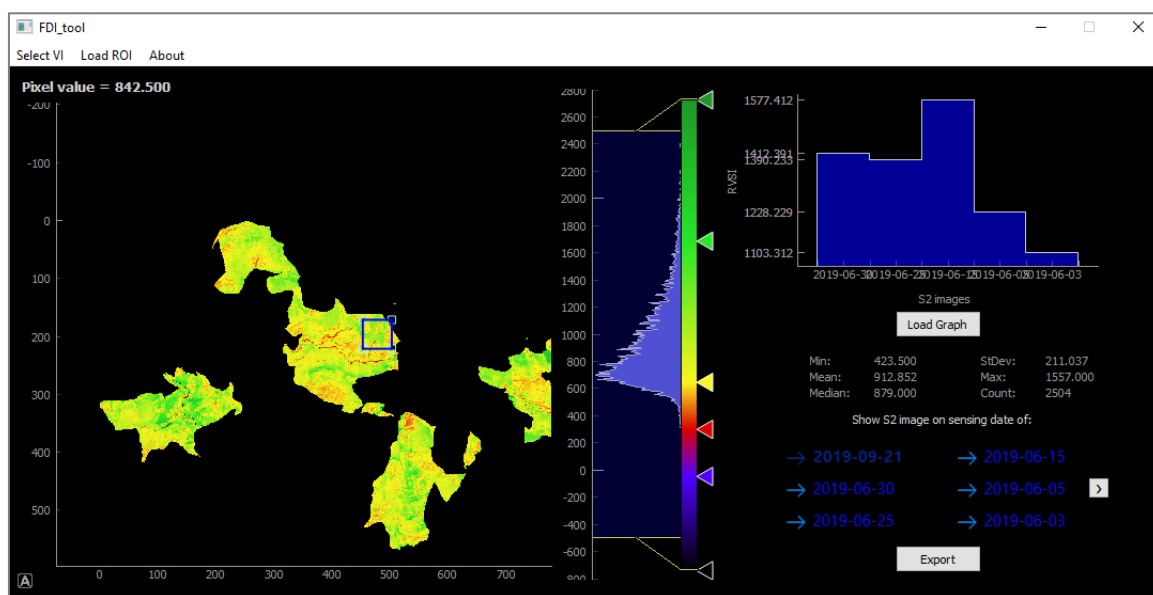 FDI_tool
Select VI Load ROI About
Pixel value = 842.500
-200
-100
0
100
200
300
400
500
0 100 200 300 400 500 600 700
2800
2600
2400
2200
2000
1800
1600
1400
1200
1000
800
600
400
200
0
-200
-400
-600
-800
1577.412
1412.391
1390.233
1228.229
1103.312
RVSI
2019-06-30 2019-06-25 2019-06-15 2019-06-05 2019-06-03
S2 images
Load Graph
Min: 423.500 StDev: 211.037
Mean: 912.852 Max: 1557.000
Median: 879.000 Count: 2504
Show S2 image on sensing date of:
→ 2019-09-21 → 2019-06-15
→ 2019-06-30 → 2019-06-05 >
→ 2019-06-25 → 2019-06-03
Export
A